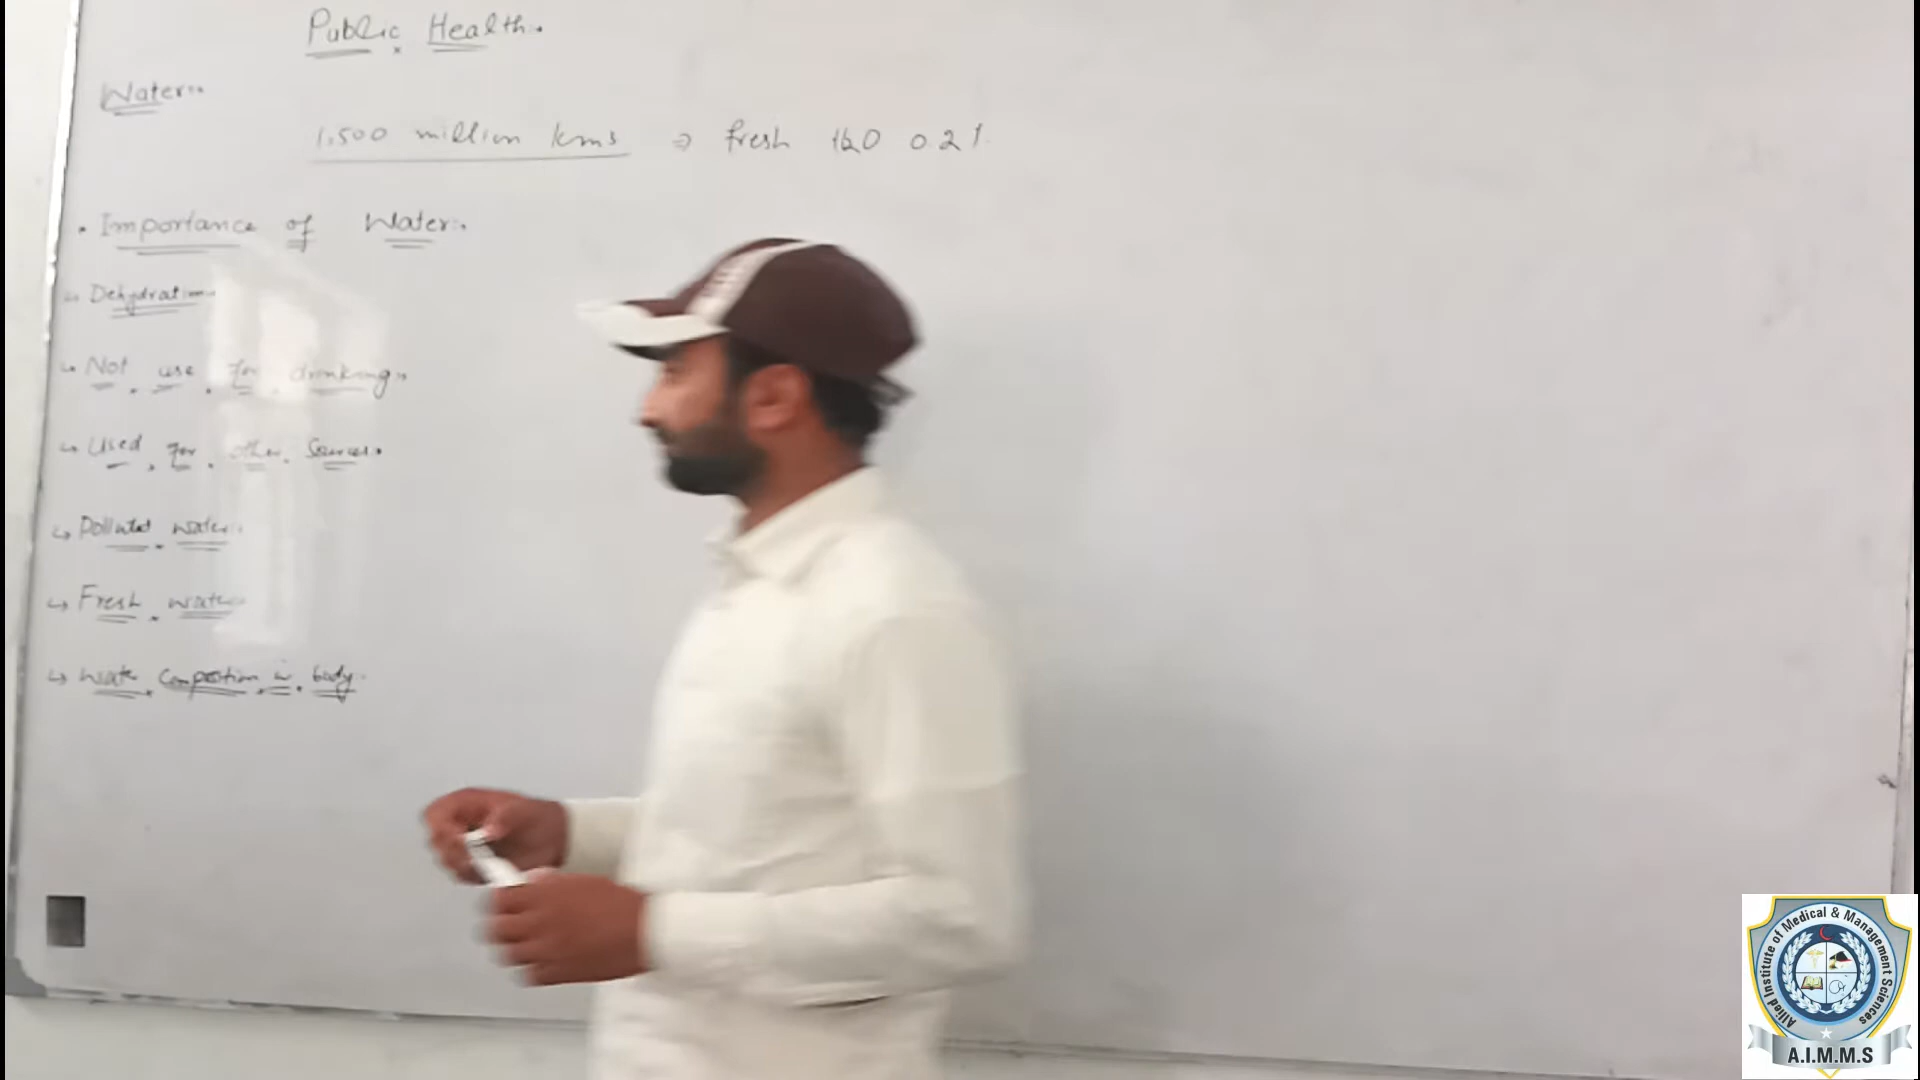 Public Health.
Water:-
1,500 million kms ⇒ fresh H2O 0.2%
• Importance of Water:-
↳ Dehydration.
↳ Not use for drinking.
↳ Used for other Sources.
↳ Polluted water.
↳ Fresh water.
↳ Water Compostion in body.
Allied Institute of Medical & Management Sciences
A.I.M.M.S